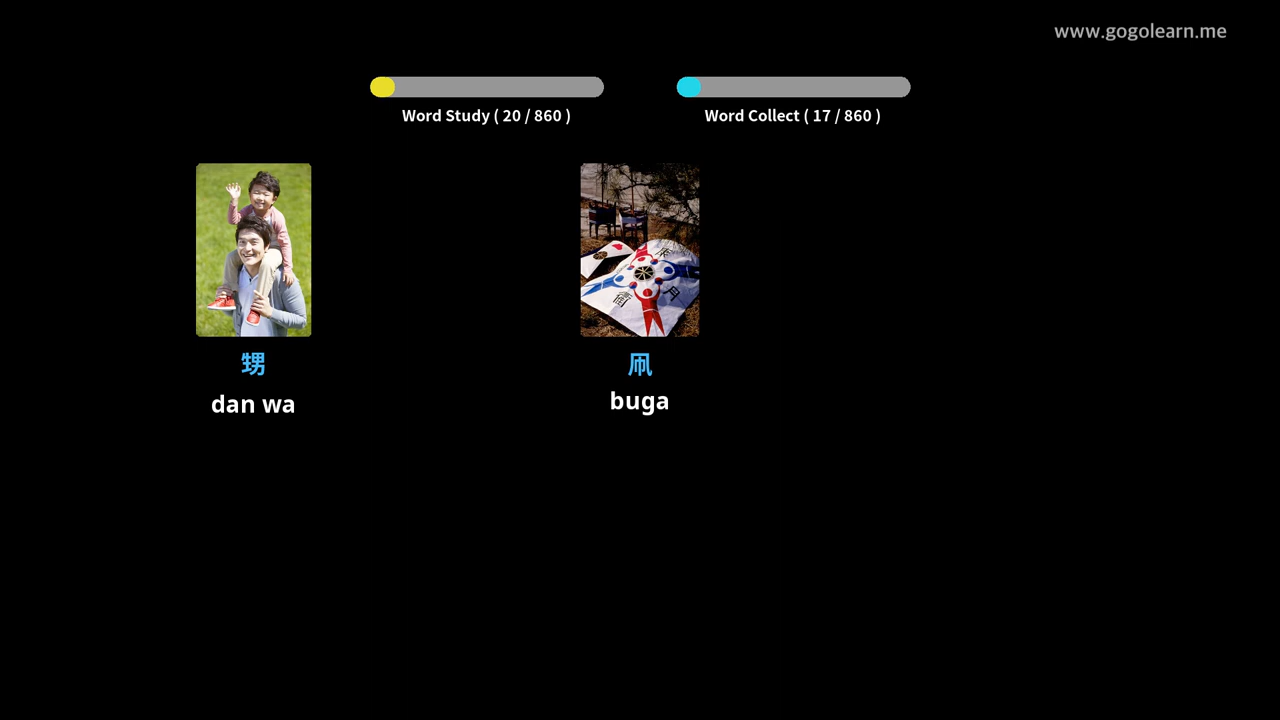 www.gogolearn.me
Word Study ( 20 / 860 )
Word Collect ( 17 / 860 )
甥
凧
dan wa
buga